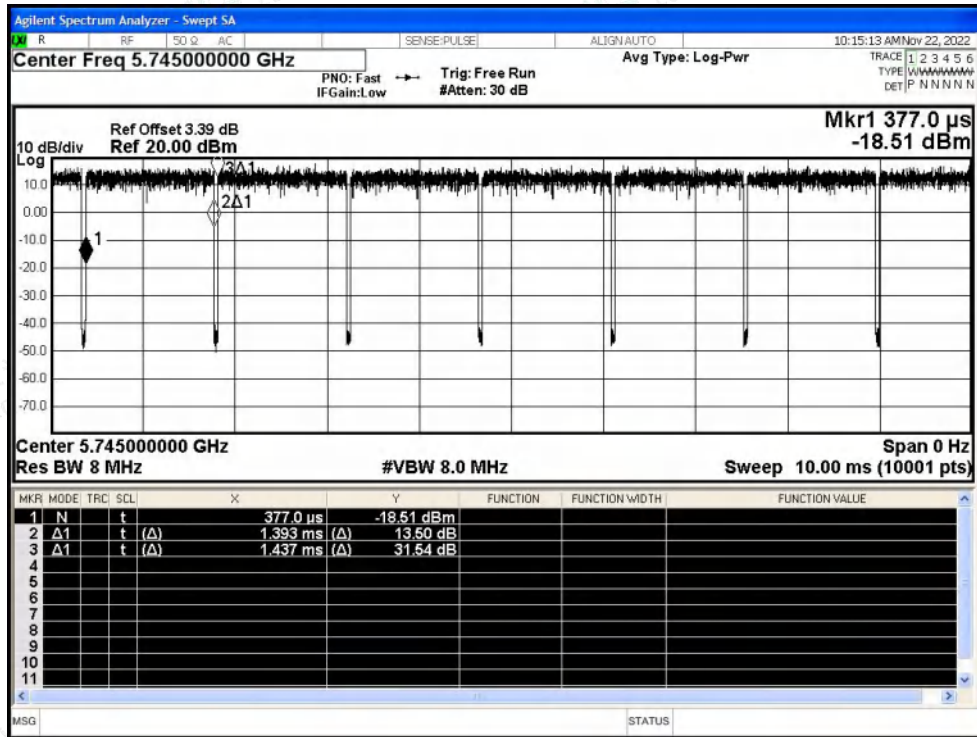 Agilent Spectrum Analyzer - Swept SA
LXI R RF 50 Ω AC SENSE:PULSE ALIGN AUTO 10:15:13 AM Nov 22, 2022
Center Freq 5.745000000 GHz
PNO: Fast
IFGain:Low
Trig: Free Run
#Atten: 30 dB
Avg Type: Log-Pwr
TRACE 1 2 3 4 5 6
TYPE W
DET P N N N N N
Mkr1 377.0 µs
-18.51 dBm
Ref Offset 3.39 dB
10 dB/div Ref 20.00 dBm
Log
10.0
0.00
-10.0
-20.0
-30.0
-40.0
-50.0
-60.0
-70.0
3Δ1
2Δ1
1
Center 5.745000000 GHz Span 0 Hz
Res BW 8 MHz #VBW 8.0 MHz Sweep 10.00 ms (10001 pts)
MKR MODE TRC SCL X Y FUNCTION FUNCTION WIDTH FUNCTION VALUE
1 N t 377.0 µs -18.51 dBm
2 Δ1 t (Δ) 1.393 ms (Δ) 13.50 dB
3 Δ1 t (Δ) 1.437 ms (Δ) 31.54 dB
4
5
6
7
8
9
10
11
MSG STATUS